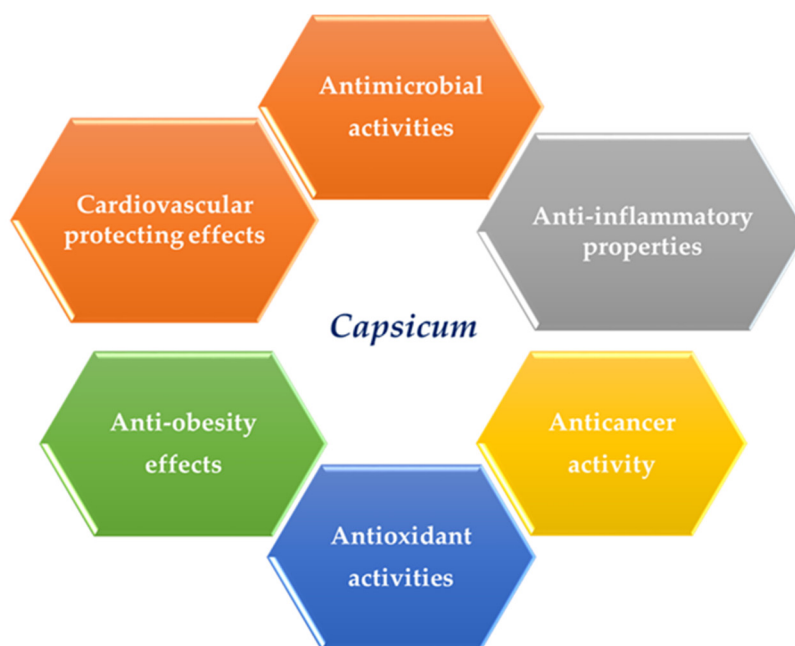 Antimicrobial
activities
Cardiovascular
protecting effects
Anti-inflammatory
properties
Capsicum
Anti-obesity
effects
Anticancer
activity
Antioxidant
activities